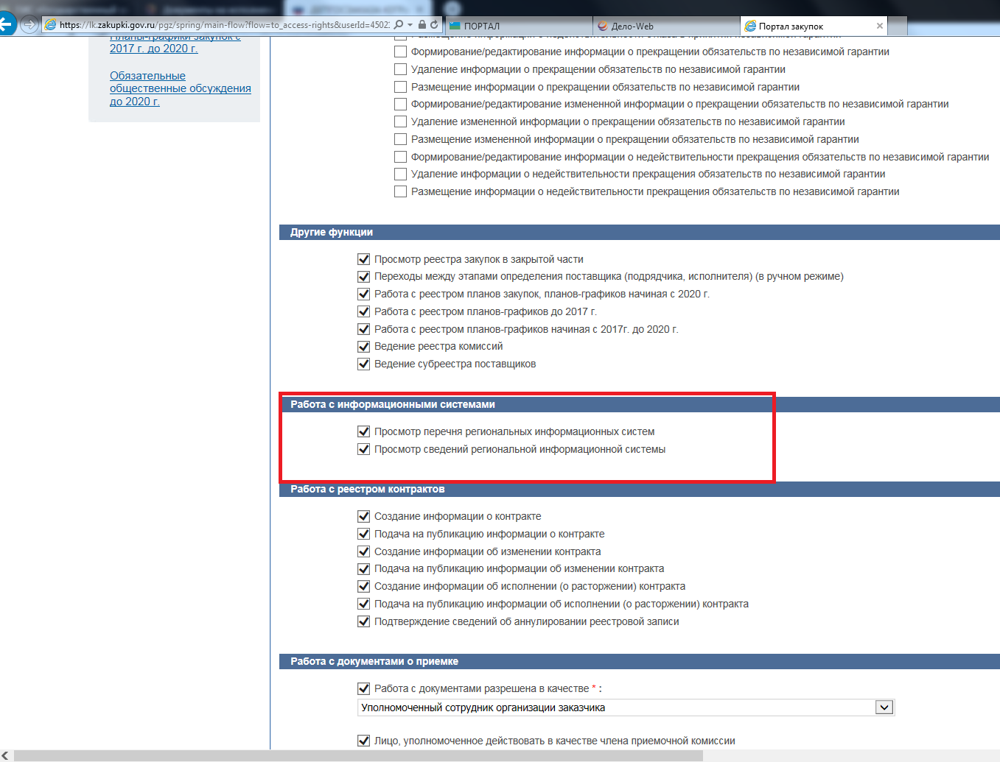 https://lk.zakupki.gov.ru/pgz/spring/main-flow?flow=to_access-rights&userId=4502
ПОРТАЛ
Дело-Web
Портал закупок
Планы-графики закупок с
2017 г. до 2020 г.
Обязательные
общественные обсуждения
до 2020 г.
Формирование/редактирование информации о прекращении обязательств по независимой гарантии
Удаление информации о прекращении обязательств по независимой гарантии
Размещение информации о прекращении обязательств по независимой гарантии
Формирование/редактирование измененной информации о прекращении обязательств по независимой гарантии
Удаление измененной информации о прекращении обязательств по независимой гарантии
Размещение измененной информации о прекращении обязательств по независимой гарантии
Формирование/редактирование информации о недействительности прекращения обязательств по независимой гарантии
Удаление информации о недействительности прекращения обязательств по независимой гарантии
Размещение информации о недействительности прекращения обязательств по независимой гарантии
Другие функции
Просмотр реестра закупок в закрытой части
Переходы между этапами определения поставщика (подрядчика, исполнителя) (в ручном режиме)
Работа с реестром планов закупок, планов-графиков начиная с 2020 г.
Работа с реестром планов-графиков до 2017 г.
Работа с реестром планов-графиков начиная с 2017г. до 2020 г.
Ведение реестра комиссий
Ведение субреестра поставщиков
Работа с информационными системами
Просмотр перечня региональных информационных систем
Просмотр сведений региональной информационной системы
Работа с реестром контрактов
Создание информации о контракте
Подача на публикацию информации о контракте
Создание информации об изменении контракта
Подача на публикацию информации об изменении контракта
Создание информации об исполнении (о расторжении) контракта
Подача на публикацию информации об исполнении (о расторжении) контракта
Подтверждение сведений об аннулировании реестровой записи
Работа с документами о приемке
Работа с документами разрешена в качестве * :
Уполномоченный сотрудник организации заказчика
Лицо, уполномоченное действовать в качестве члена приемочной комиссии